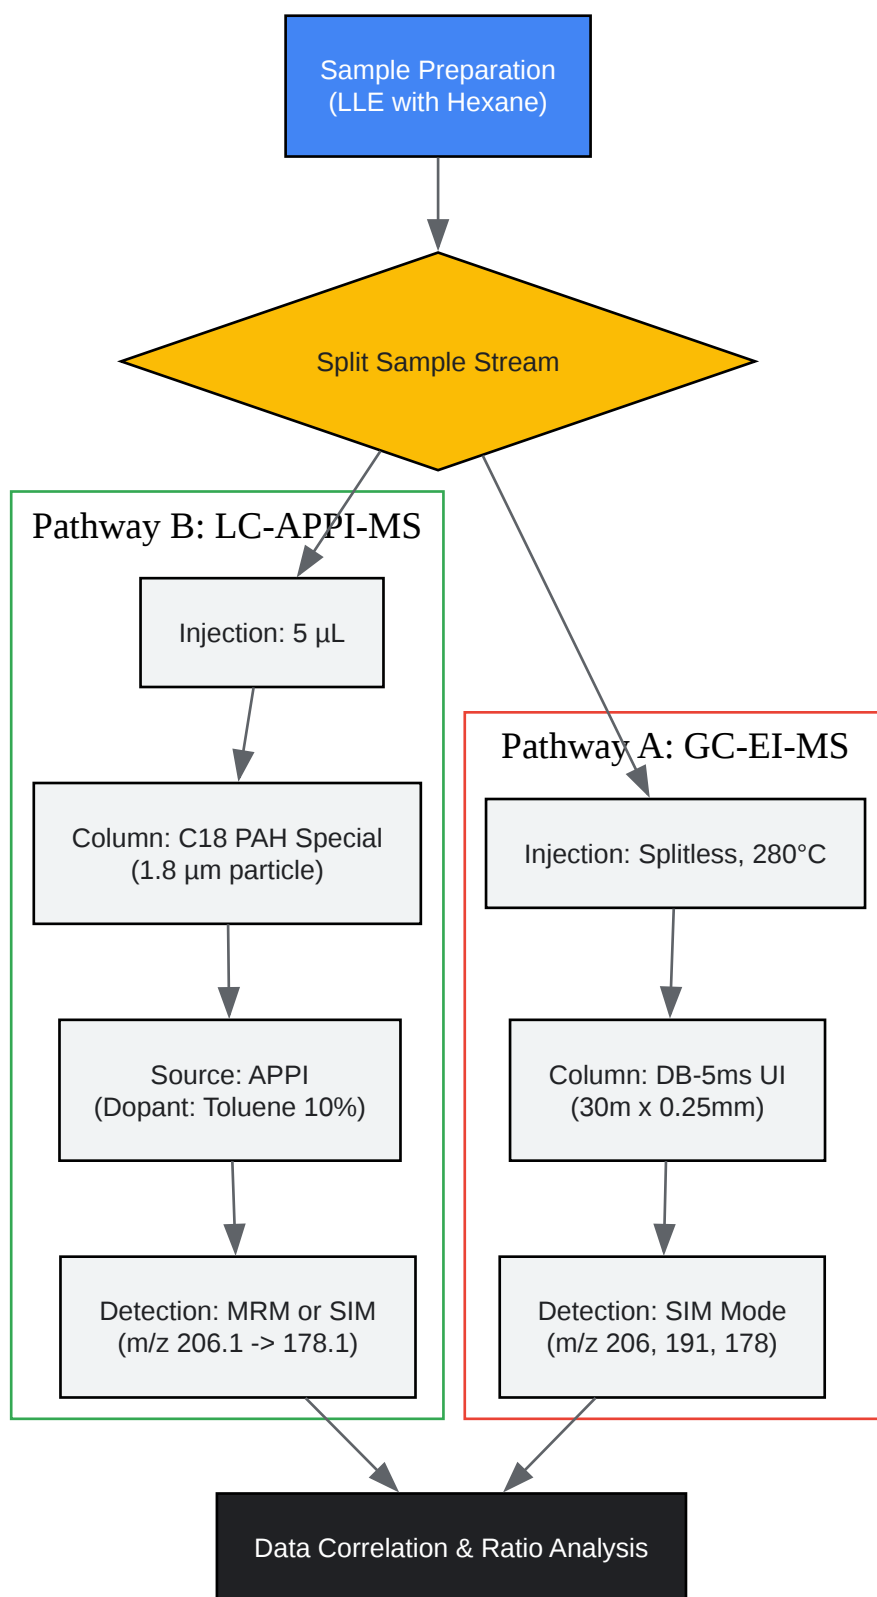 Sample Preparation
(LLE with Hexane)
Split Sample Stream
Pathway B: LC-APPI-MS
Injection: 5 µL
Column: C18 PAH Special
(1.8 µm particle)
Source: APPI
(Dopant: Toluene 10%)
Detection: MRM or SIM
(m/z 206.1 -> 178.1)
Pathway A: GC-EI-MS
Injection: Splitless, 280°C
Column: DB-5ms UI
(30m x 0.25mm)
Detection: SIM Mode
(m/z 206, 191, 178)
Data Correlation & Ratio Analysis